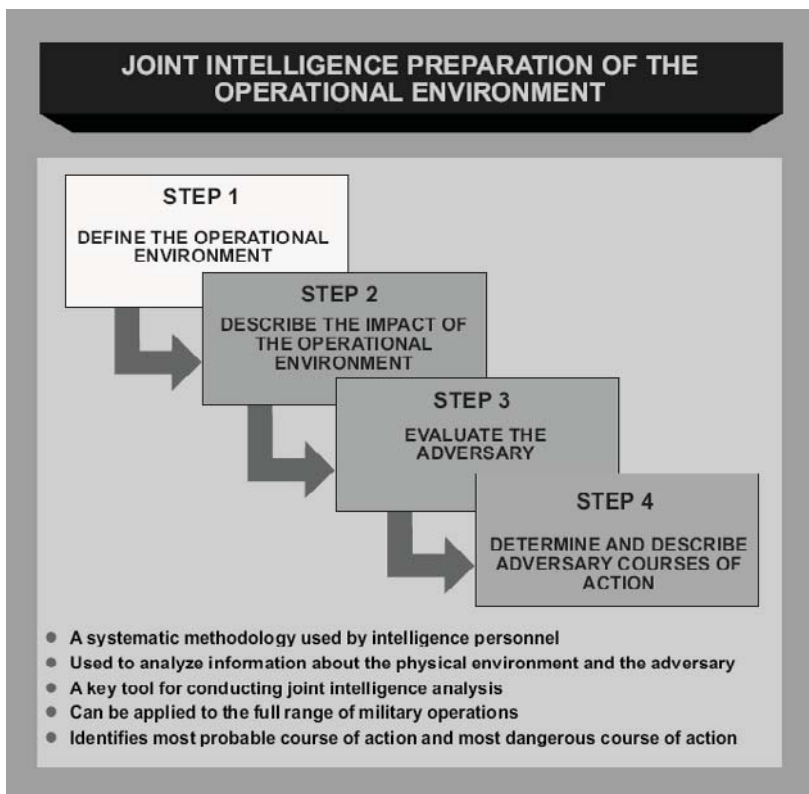 JOINT INTELLIGENCE PREPARATION OF THE
OPERATIONAL ENVIRONMENT
STEP 1
DEFINE THE OPERATIONAL
ENVIRONMENT
STEP 2
DESCRIBE THE IMPACT OF
THE OPERATIONAL
ENVIRONMENT
STEP 3
EVALUATE THE
ADVERSARY
STEP 4
DETERMINE AND DESCRIBE
ADVERSARY COURSES OF
ACTION
● A systematic methodology used by intelligence personnel
● Used to analyze information about the physical environment and the adversary
● A key tool for conducting joint intelligence analysis
● Can be applied to the full range of military operations
● Identifies most probable course of action and most dangerous course of action